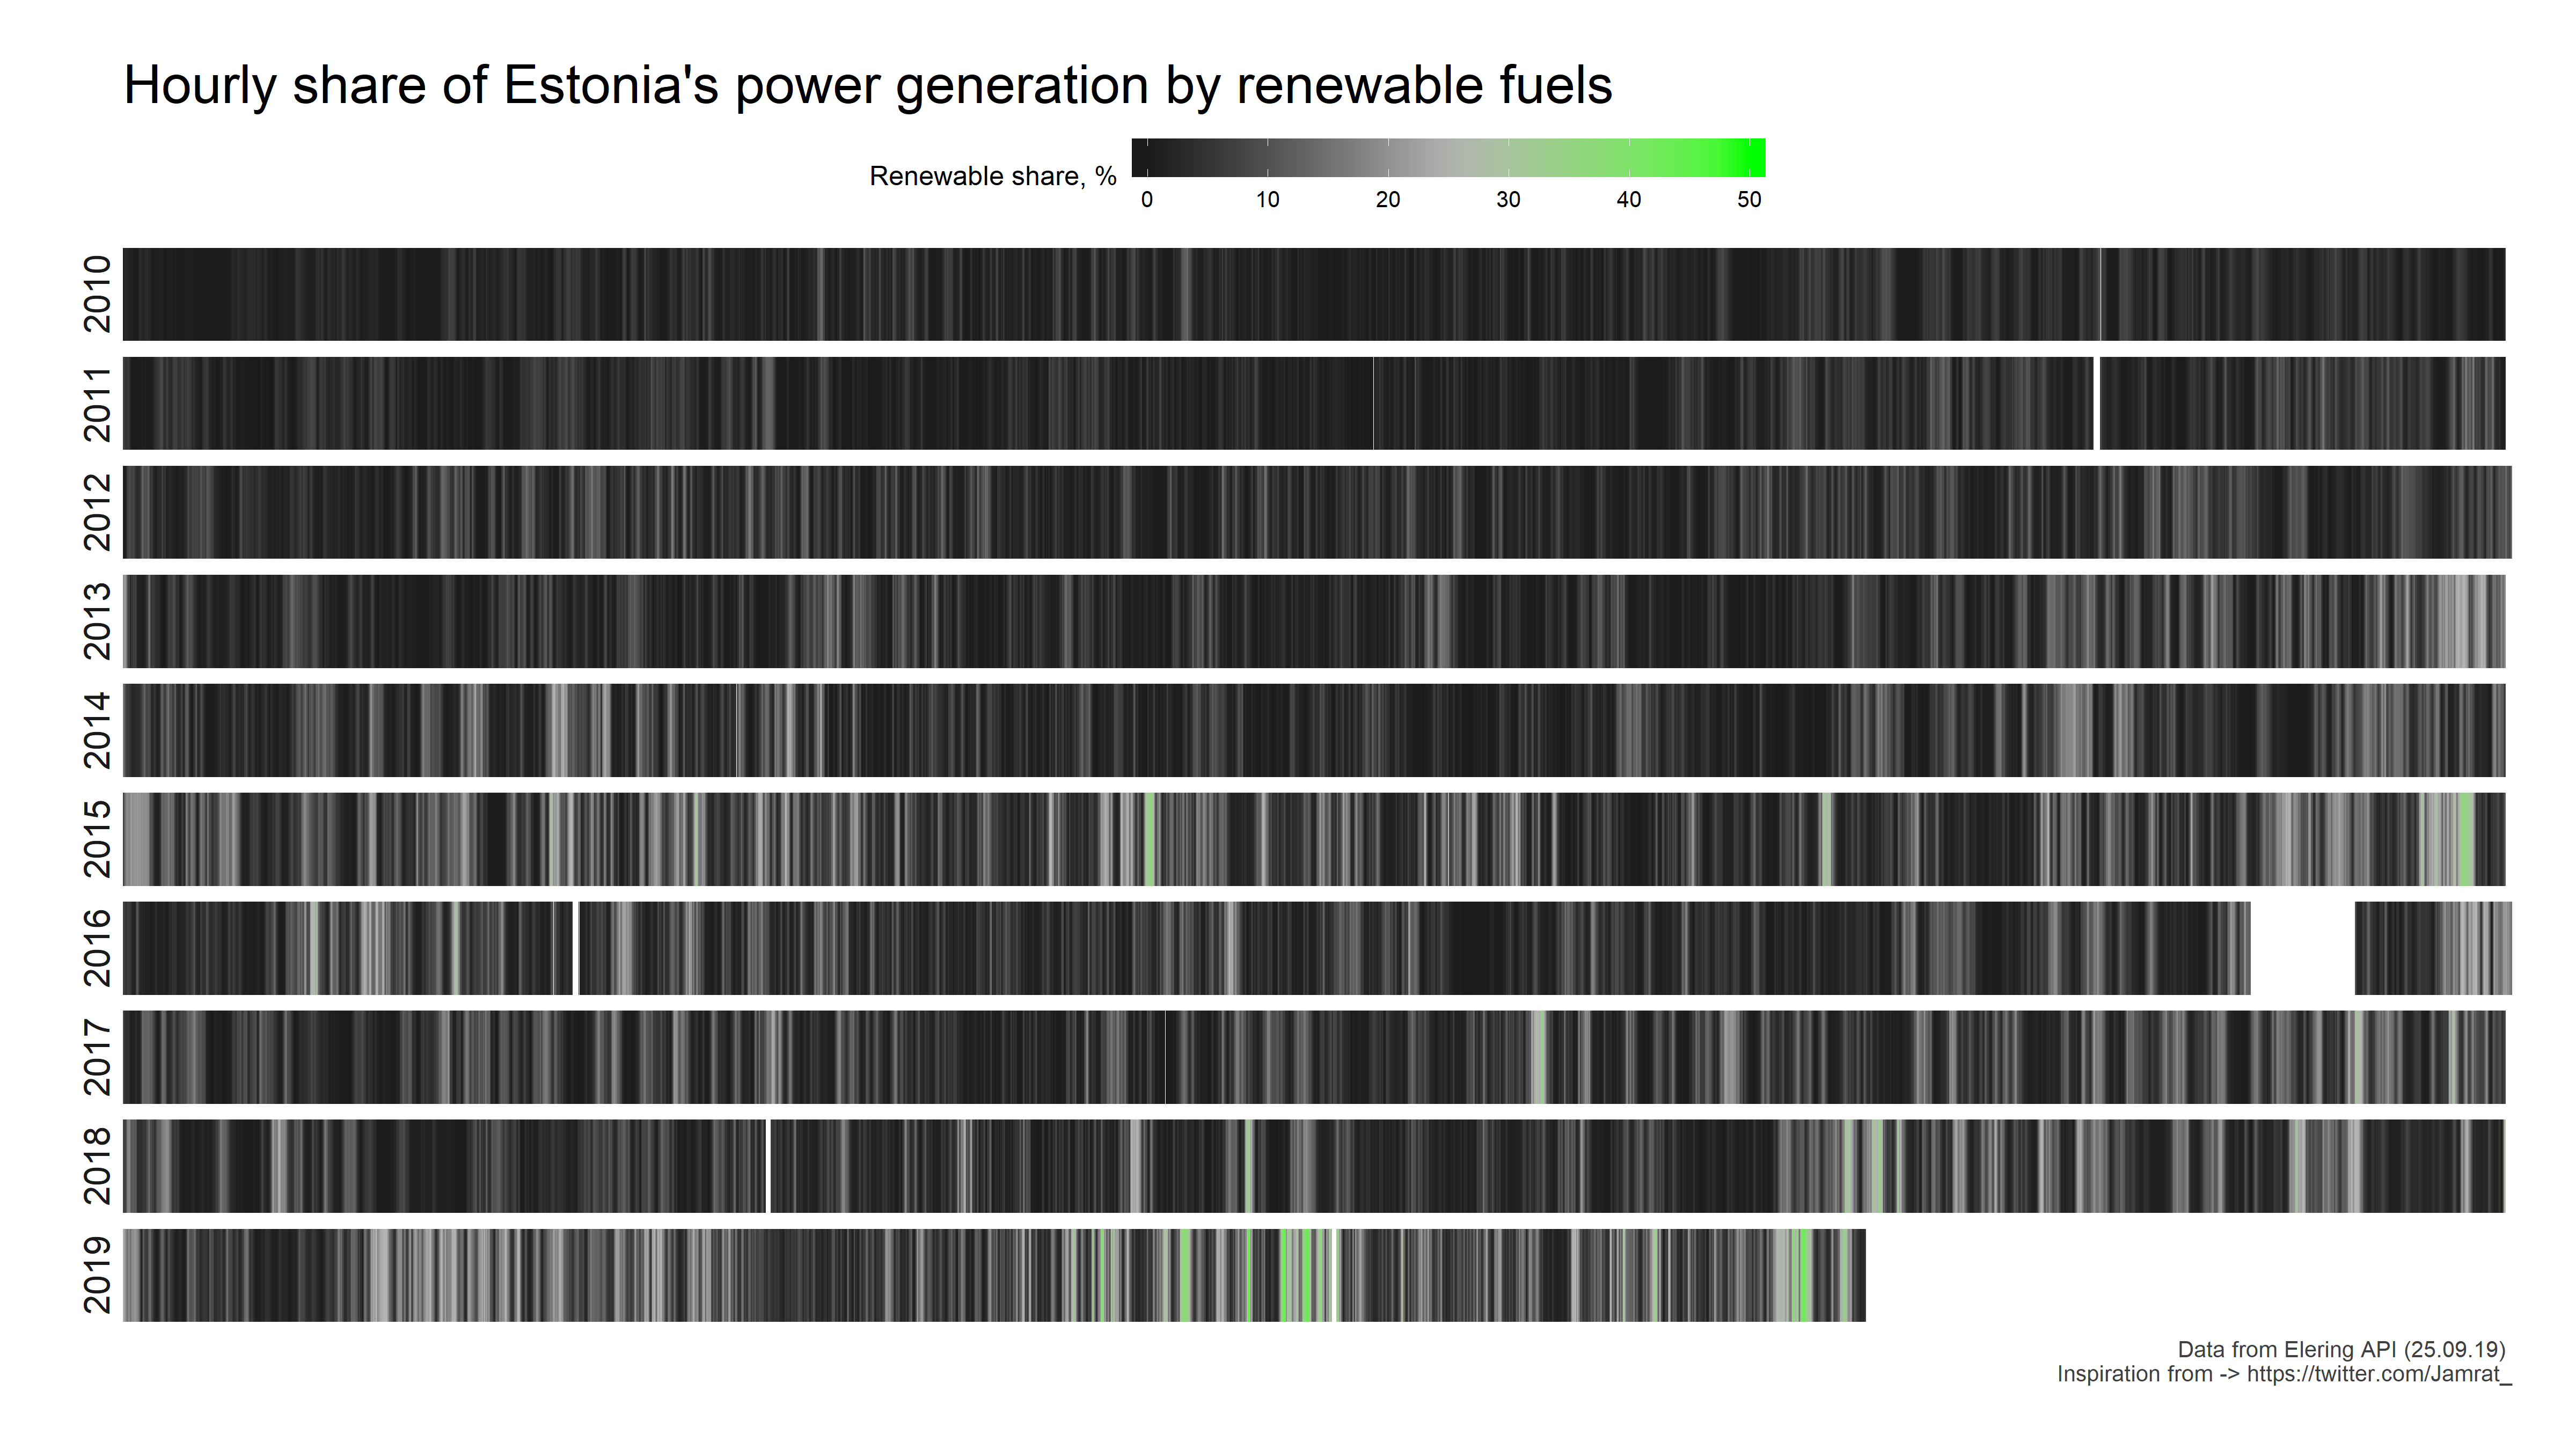 Hourly share of Estonia's power generation by renewable fuels
Renewable share, %
0 10 20 30 40 50
2010
2011
2012
2013
2014
2015
2016
2017
2018
2019
Data from Elering API (25.09.19)
Inspiration from -> https://twitter.com/Jamrat_